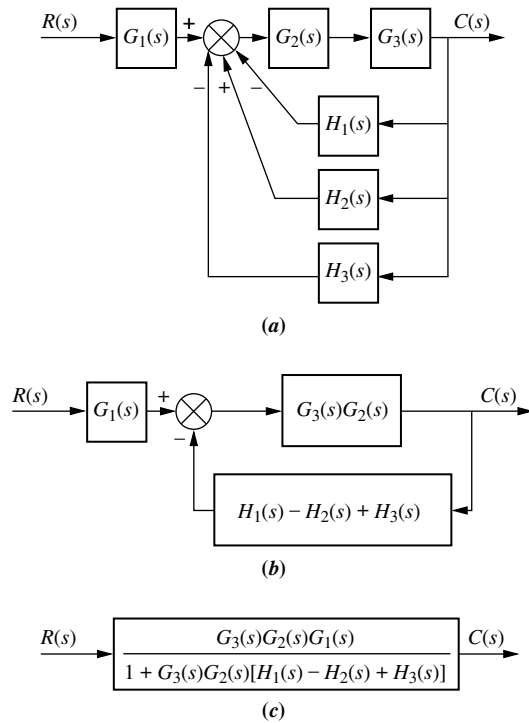 R(s) G₁(s) + G₂(s) G₃(s) C(s)
− + −
H₁(s)
H₂(s)
H₃(s)
(a)
R(s) G₁(s) + G₃(s)G₂(s) C(s)
−
H₁(s) − H₂(s) + H₃(s)
(b)
R(s) G₃(s)G₂(s)G₁(s) C(s)
1 + G₃(s)G₂(s)[H₁(s) − H₂(s) + H₃(s)]
(c)